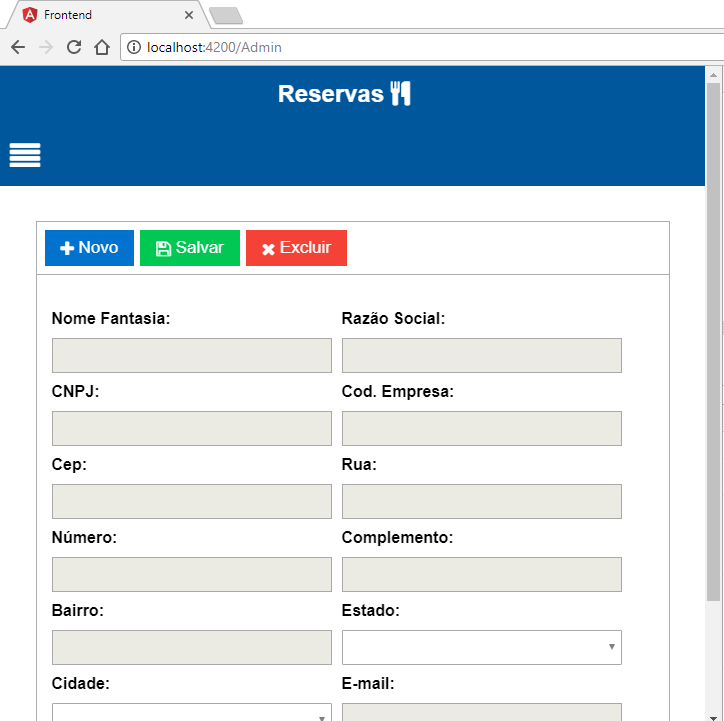 Frontend
localhost:4200/Admin
Reservas
Novo Salvar Excluir
Nome Fantasia: Razão Social:
CNPJ: Cod. Empresa:
Cep: Rua:
Número: Complemento:
Bairro: Estado:
Cidade: E-mail: